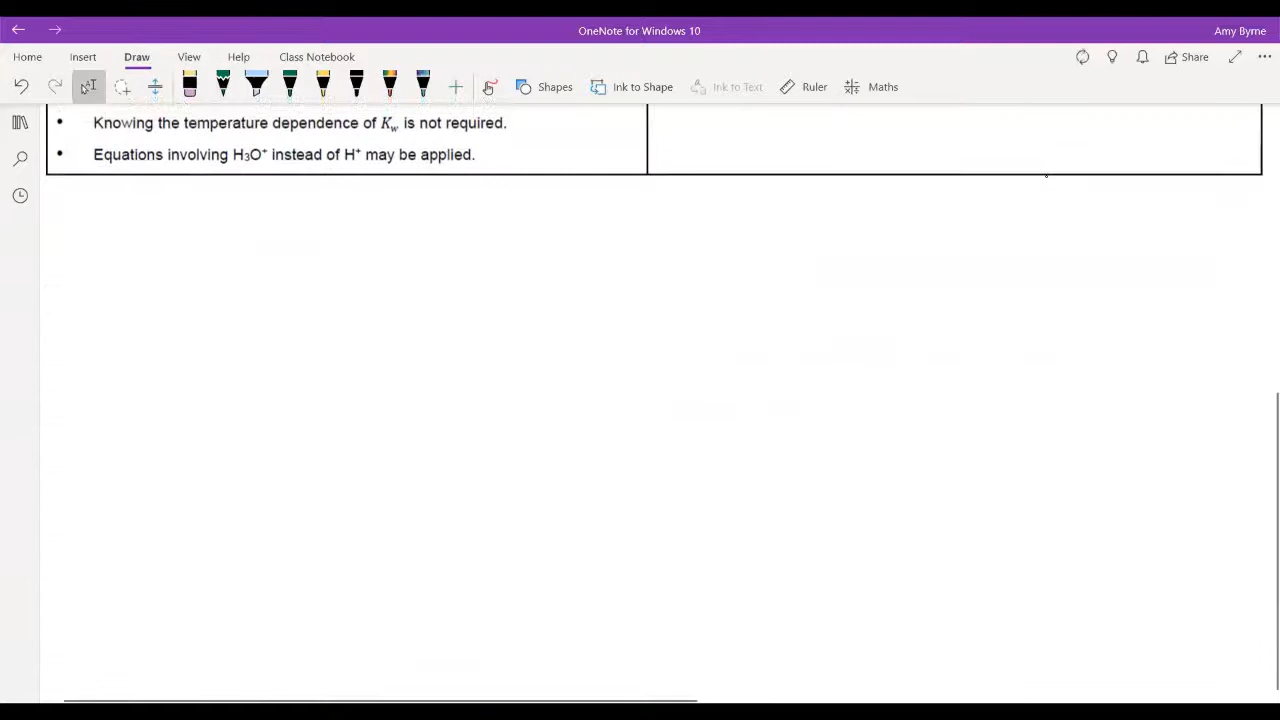 OneNote for Windows 10
Amy Byrne
Home Insert Draw View Help Class Notebook
Share
Shapes Ink to Shape Ink to Text Ruler Maths
• Knowing the temperature dependence of Kw is not required.
• Equations involving H₃O⁺ instead of H⁺ may be applied.